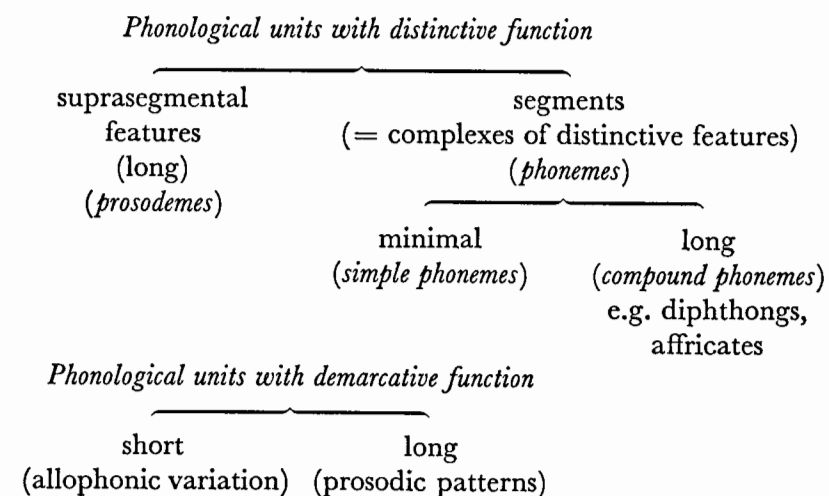 Phonological units with distinctive function
suprasegmental
features
(long)
(prosodemes)
segments
(= complexes of distinctive features)
(phonemes)
minimal
(simple phonemes)
long
(compound phonemes)
e.g. diphthongs,
affricates
Phonological units with demarcative function
short
(allophonic variation)
long
(prosodic patterns)